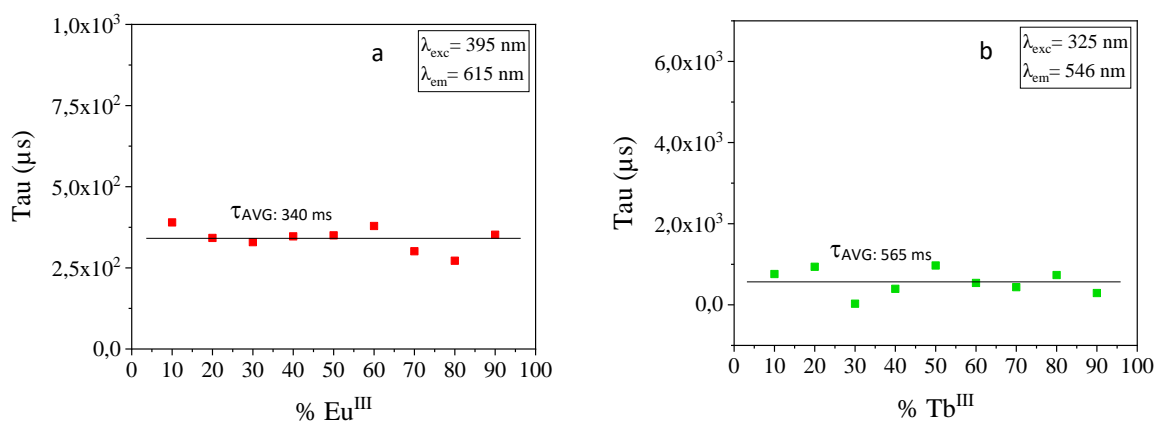 a
λexc= 395 nm
λem= 615 nm
1,0x10³
7,5x10²
5,0x10²
2,5x10²
0,0
Tau (μs)
τAVG: 340 ms
0 10 20 30 40 50 60 70 80 90 100
% Euᴵᴵᴵ
b
λexc= 325 nm
λem= 546 nm
6,0x10³
4,0x10³
2,0x10³
0,0
Tau (μs)
τAVG: 565 ms
0 10 20 30 40 50 60 70 80 90 100
% Tbᴵᴵᴵ